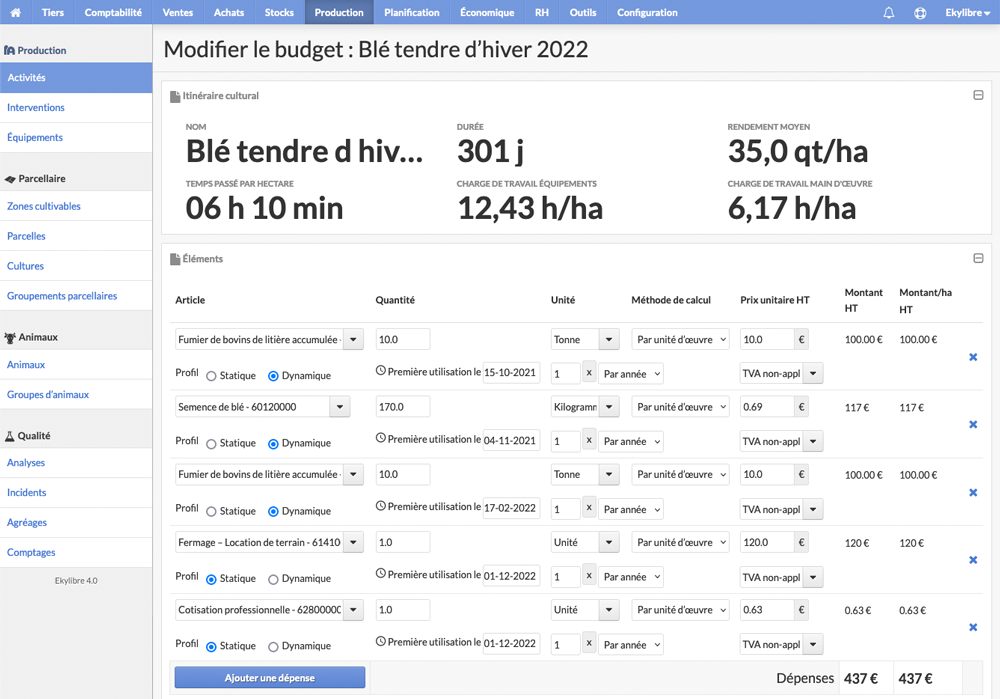 Tiers Comptabilité Ventes Achats Stocks Production Planification Économique RH Outils Configuration Ekylibre
Production
Activités
Interventions
Équipements
Parcellaire
Zones cultivables
Parcelles
Cultures
Groupements parcellaires
Animaux
Animaux
Groupes d'animaux
Qualité
Analyses
Incidents
Agréages
Comptages
Ekylibre 4.0
Modifier le budget : Blé tendre d'hiver 2022
Itinéraire cultural
NOM DURÉE RENDEMENT MOYEN
Blé tendre d hiv... 301 j 35,0 qt/ha
TEMPS PASSÉ PAR HECTARE CHARGE DE TRAVAIL ÉQUIPEMENTS CHARGE DE TRAVAIL MAIN D'ŒUVRE
06 h 10 min 12,43 h/ha 6,17 h/ha
Éléments
Article Quantité Unité Méthode de calcul Prix unitaire HT Montant HT Montant/ha HT
Fumier de bovins de litière accumulée - 10.0 Tonne Par unité d'œuvre 10.0 € 100.00 € 100.00 €
Profil Statique Dynamique Première utilisation le 15-10-2021 1 x Par année TVA non-appl
Semence de blé - 60120000 170.0 Kilogramm Par unité d'œuvre 0.69 € 117 € 117 €
Profil Statique Dynamique Première utilisation le 04-11-2021 1 x Par année TVA non-appl
Fumier de bovins de litière accumulée - 10.0 Tonne Par unité d'œuvre 10.0 € 100.00 € 100.00 €
Profil Statique Dynamique Première utilisation le 17-02-2022 1 x Par année TVA non-appl
Fermage – Location de terrain - 61410 1.0 Unité Par unité d'œuvre 120.0 € 120 € 120 €
Profil Statique Dynamique Première utilisation le 01-12-2022 1 x Par année TVA non-appl
Cotisation professionnelle - 62800000 1.0 Unité Par unité d'œuvre 0.63 € 0.63 € 0.63 €
Profil Statique Dynamique Première utilisation le 01-12-2022 1 x Par année TVA non-appl
Ajouter une dépense Dépenses 437 € 437 €